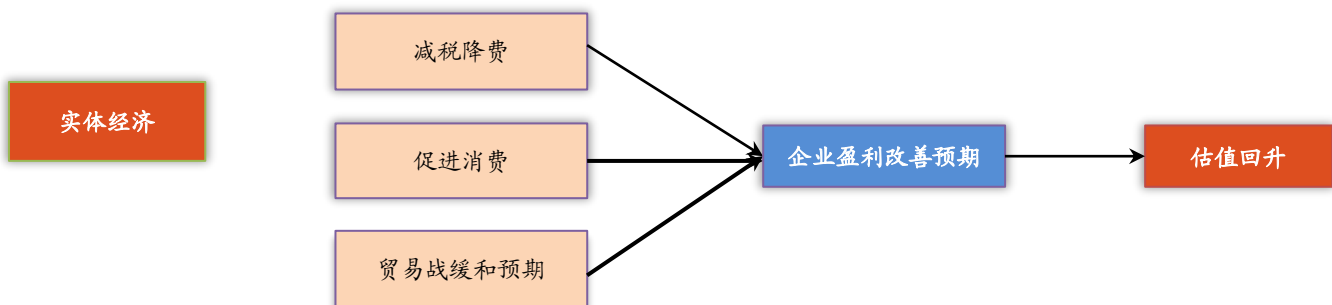 减税降费
实体经济
促进消费
企业盈利改善预期
估值回升
贸易战缓和预期